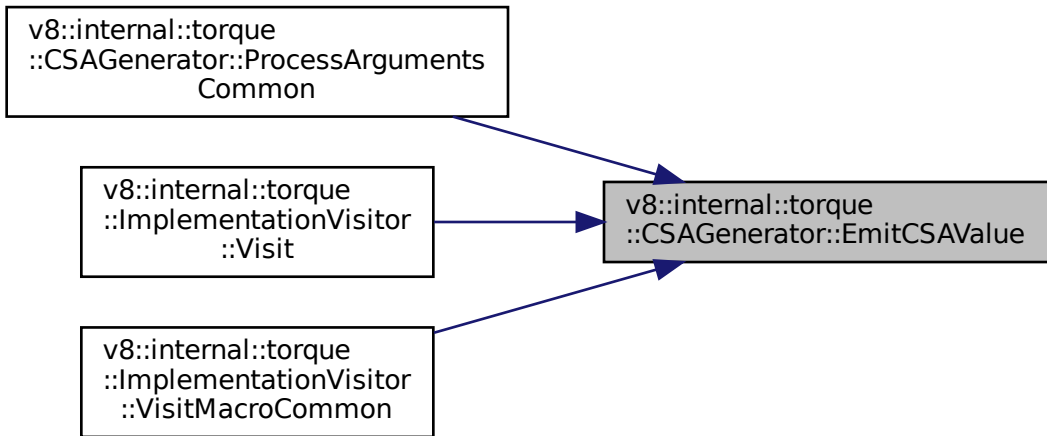 v8::internal::torque
::CSAGenerator::ProcessArguments
Common
v8::internal::torque
::ImplementationVisitor
::Visit
v8::internal::torque
::CSAGenerator::EmitCSAValue
v8::internal::torque
::ImplementationVisitor
::VisitMacroCommon